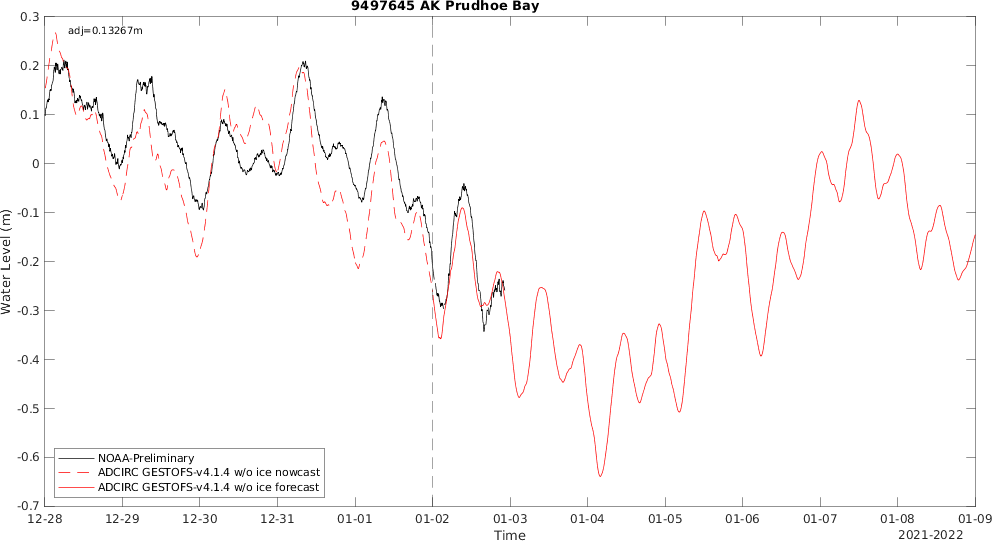 9497645 AK Prudhoe Bay
adj=0.13267m
0.3
0.2
0.1
0
-0.1
-0.2
-0.3
-0.4
-0.5
-0.6
-0.7
Water Level (m)
NOAA-Preliminary
ADCIRC GESTOFS-v4.1.4 w/o ice nowcast
ADCIRC GESTOFS-v4.1.4 w/o ice forecast
12-28 12-29 12-30 12-31 01-01 01-02 01-03 01-04 01-05 01-06 01-07 01-08 01-09
Time
2021-2022